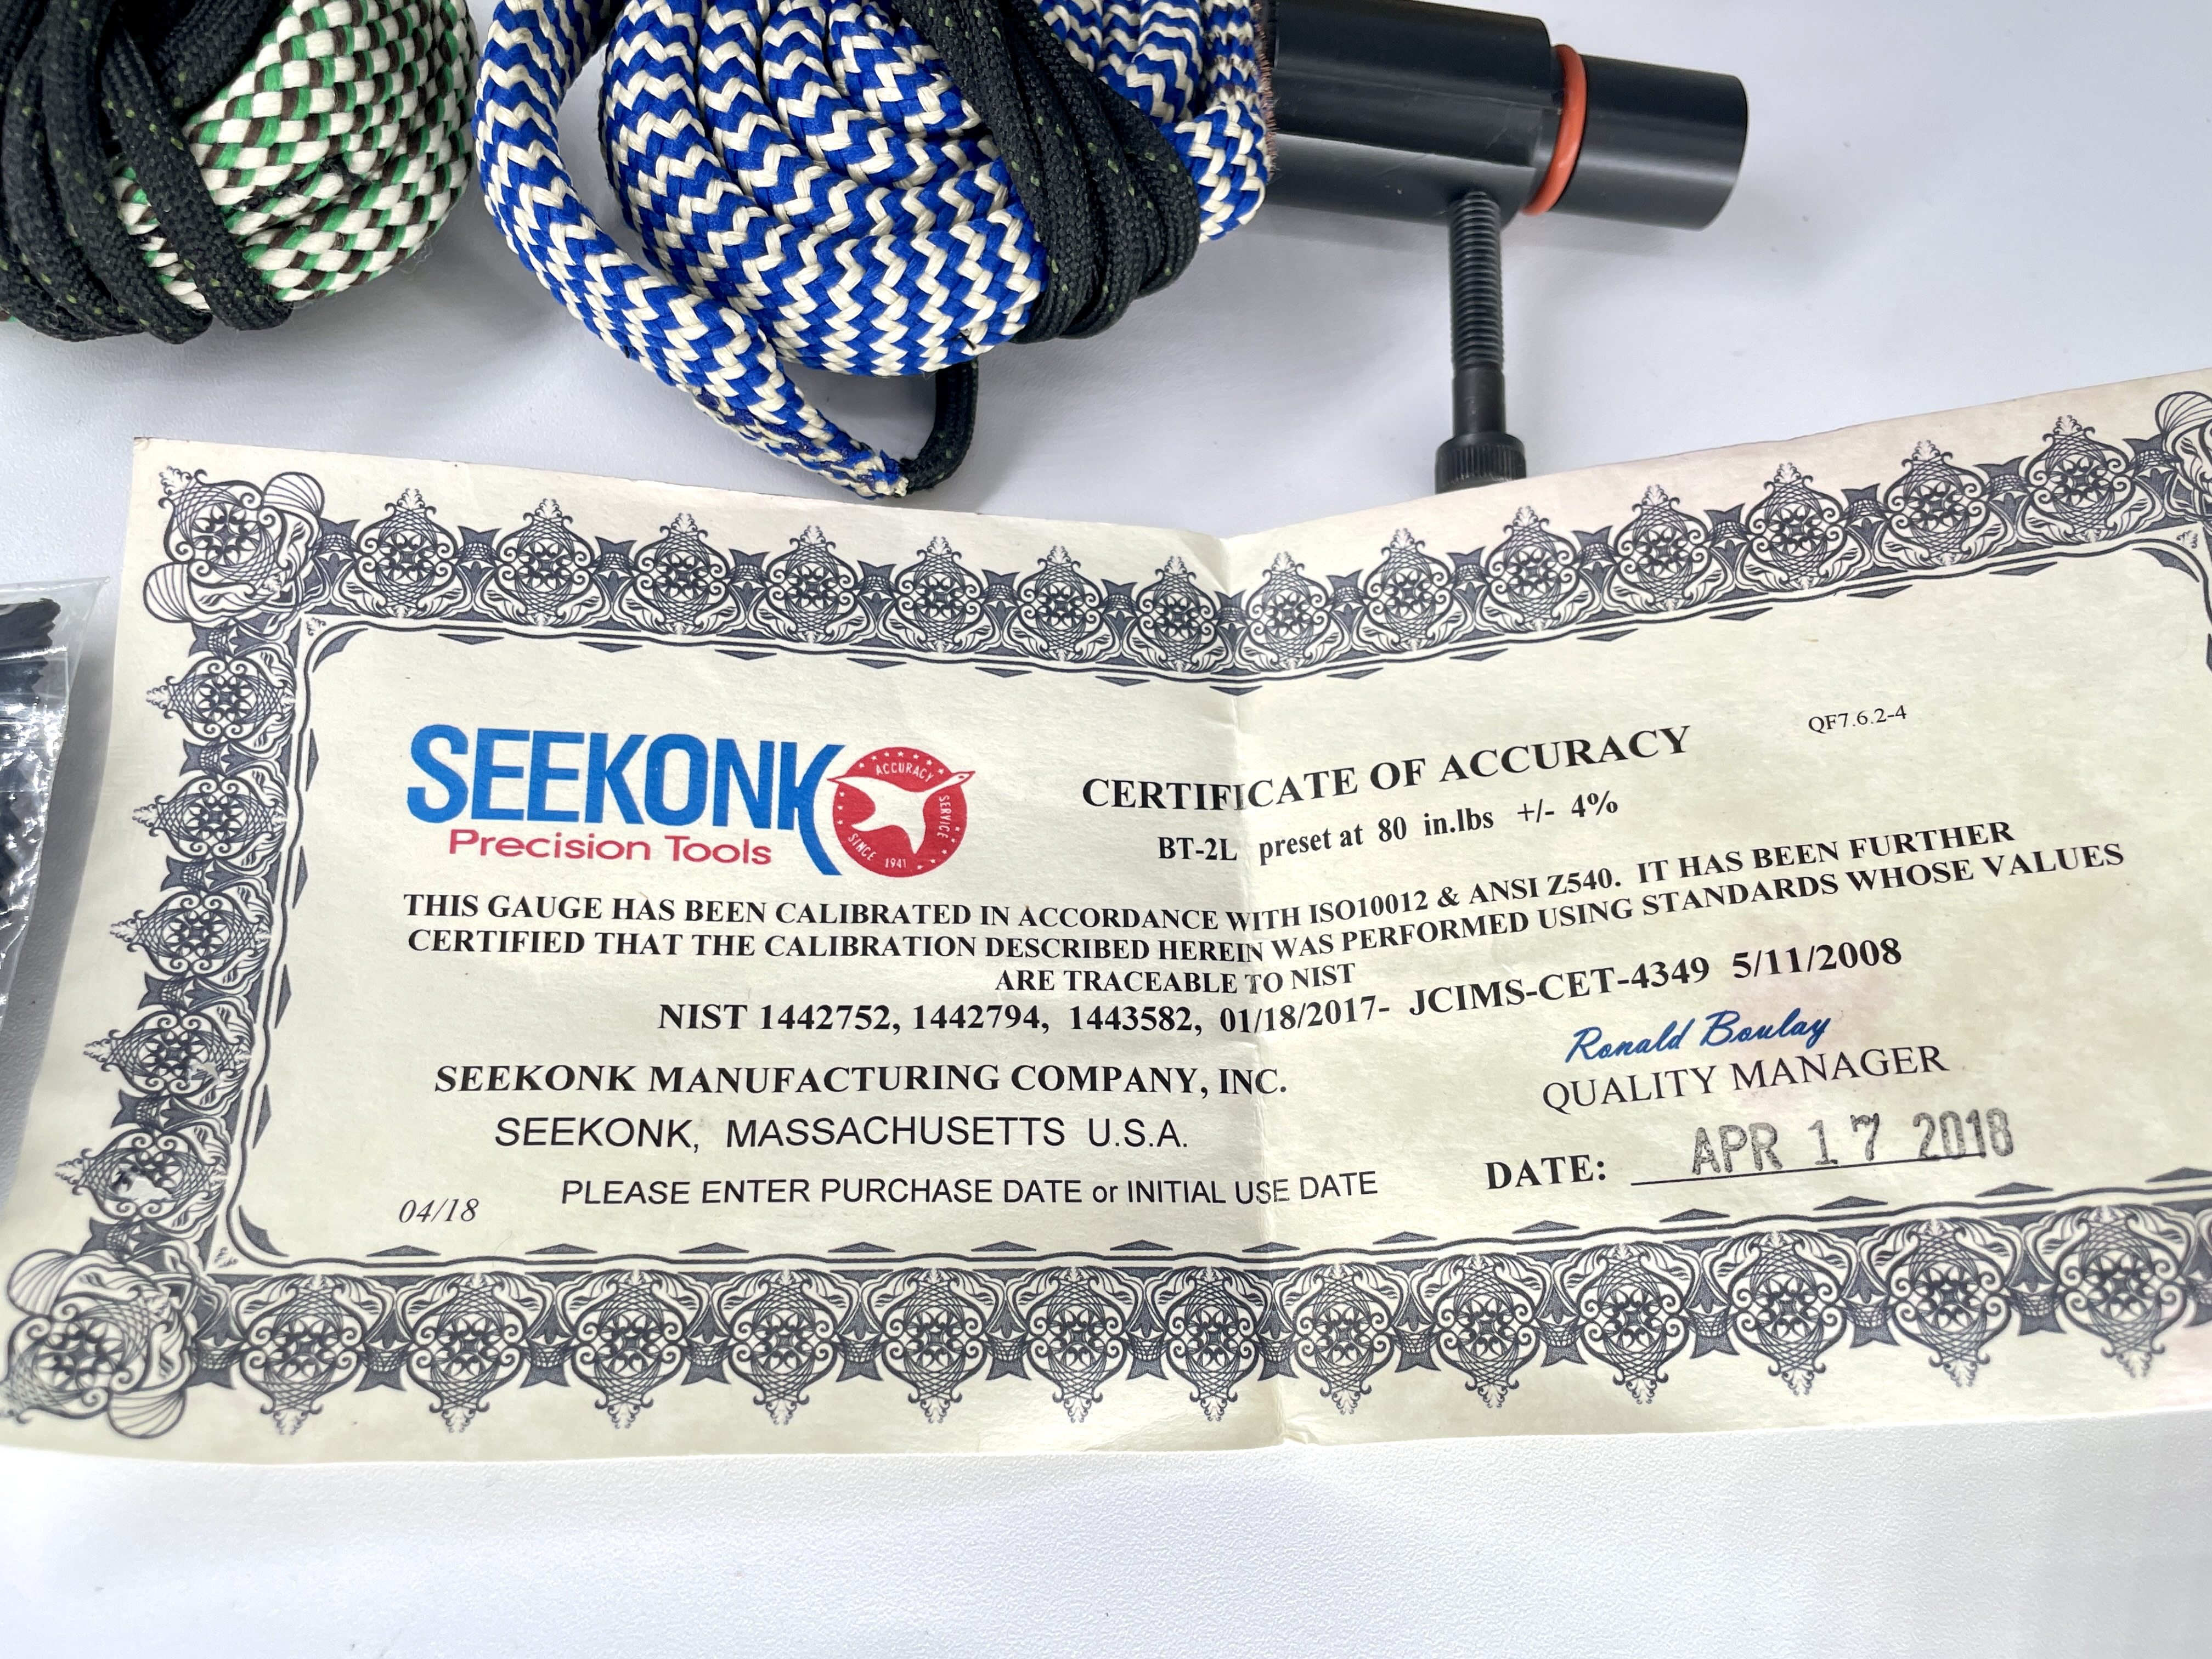 SEEKONK
Precision Tools
ACCURACY
SERVICE
SINCE 1941
QF7.6.2-4
CERTIFICATE OF ACCURACY
BT-2L preset at 80 in.lbs +/- 4%
THIS GAUGE HAS BEEN CALIBRATED IN ACCORDANCE WITH ISO10012 & ANSI Z540. IT HAS BEEN FURTHER
CERTIFIED THAT THE CALIBRATION DESCRIBED HEREIN WAS PERFORMED USING STANDARDS WHOSE VALUES
ARE TRACEABLE TO NIST
NIST 1442752, 1442794, 1443582, 01/18/2017- JCIMS-CET-4349 5/11/2008
SEEKONK MANUFACTURING COMPANY, INC.
SEEKONK, MASSACHUSETTS U.S.A.
Ronald Boulay
QUALITY MANAGER
04/18
PLEASE ENTER PURCHASE DATE or INITIAL USE DATE
DATE: APR 17 2018